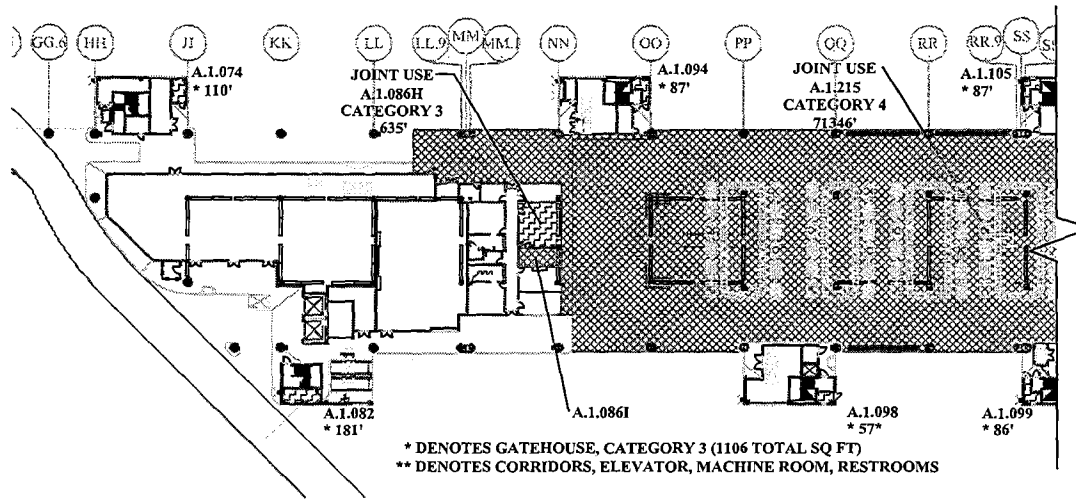 GG.6 HH JJ KK LL LL.9 MM MM.1 NN OO PP QQ RR RR.9 SS
A.1.074
* 110'
JOINT USE
A.1.086H
CATEGORY 3
635'
A.1.094
* 87'
JOINT USE
A.1.215
CATEGORY 4
71346'
A.1.105
* 87'
A.1.082
* 181'
A.1.086I
A.1.098
* 57*
A.1.099
* 86'
* DENOTES GATEHOUSE, CATEGORY 3 (1106 TOTAL SQ FT)
** DENOTES CORRIDORS, ELEVATOR, MACHINE ROOM, RESTROOMS